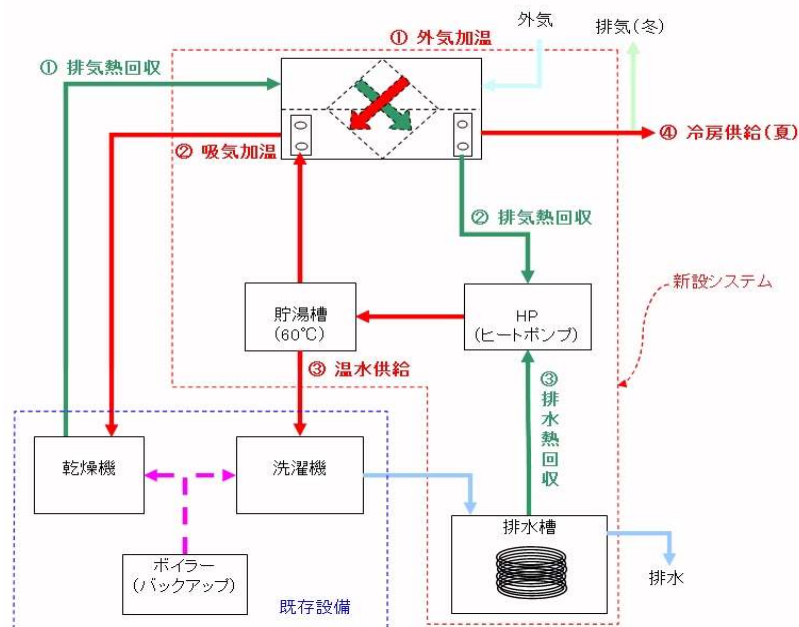 外気
排気(冬)
① 外気加温
① 排気熱回収
② 吸気加温
④ 冷房供給(夏)
② 排気熱回収
新設システム
貯湯槽
(60℃)
HP
(ヒートポンプ)
③ 温水供給
③排水熱回収
乾燥機
洗濯機
排水槽
ボイラー
(バックアップ)
既存設備
排水